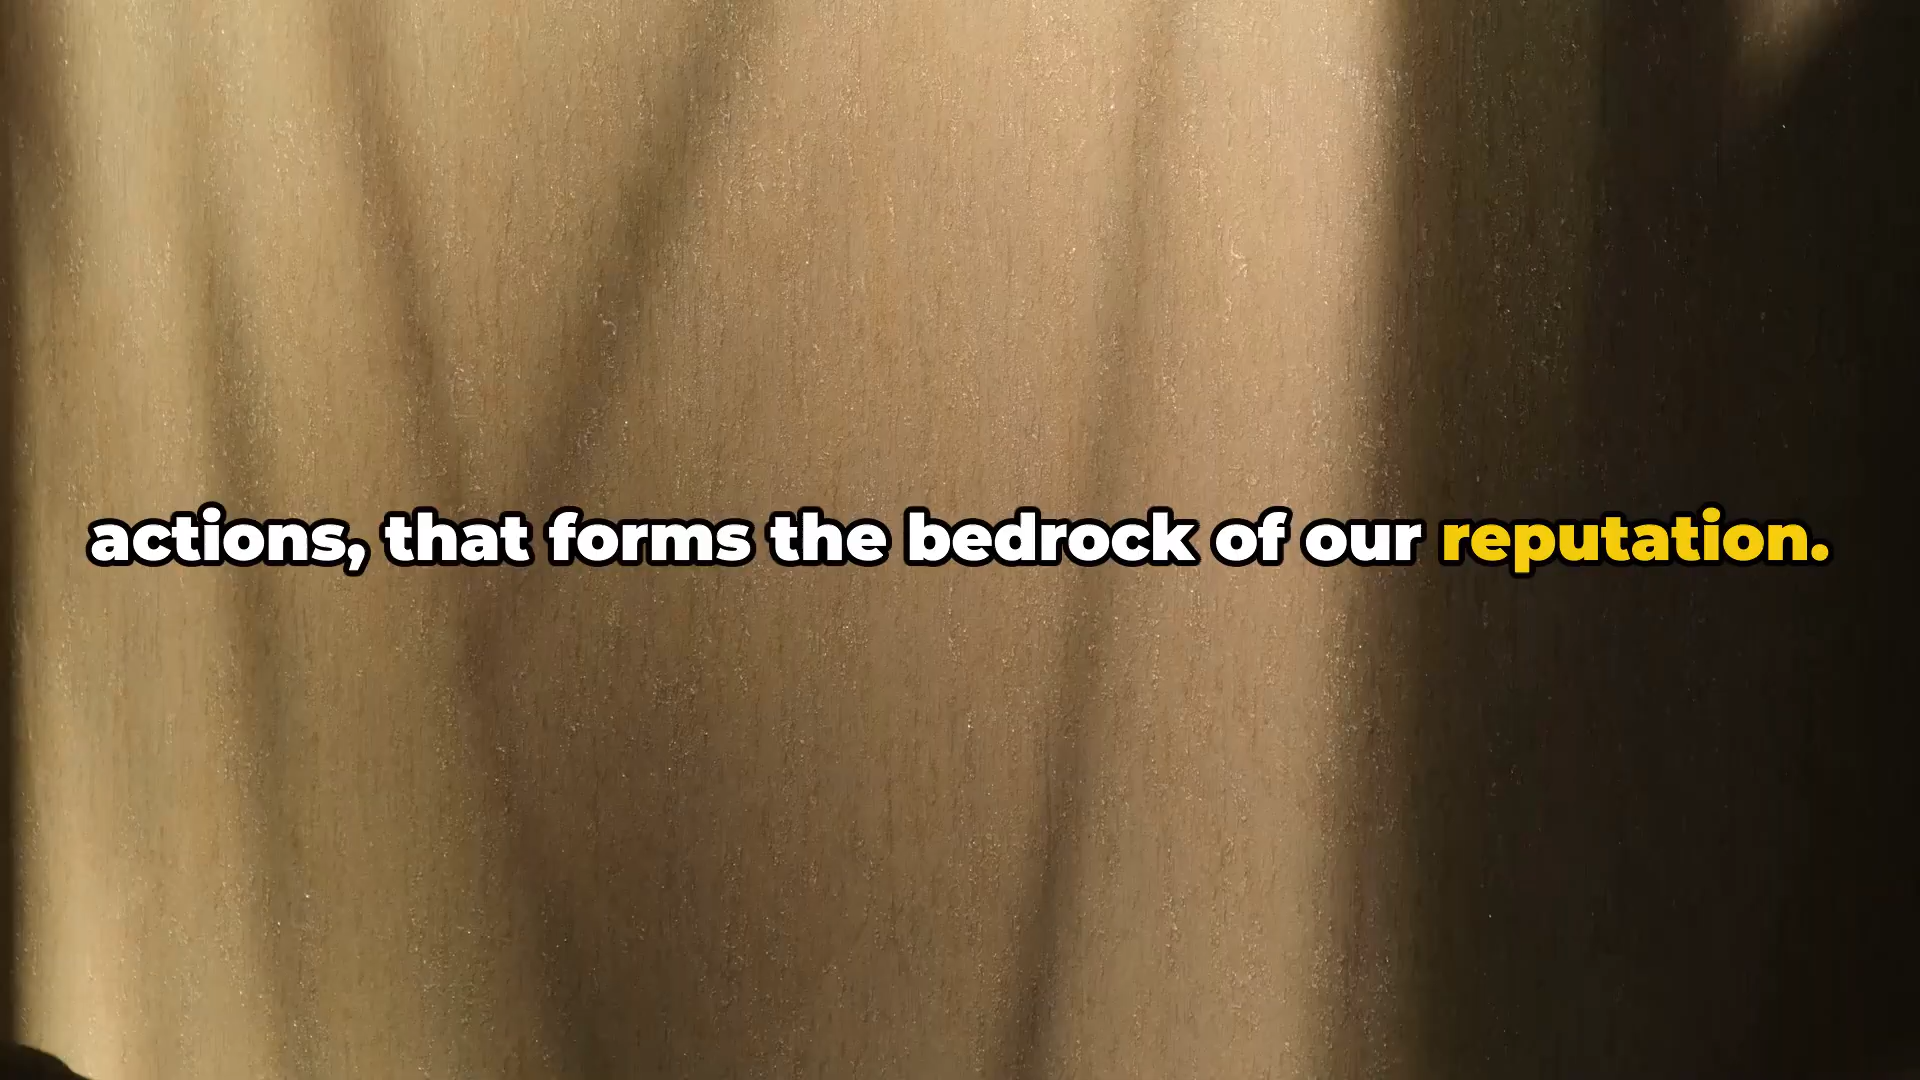 actions, that forms the bedrock of our reputation.